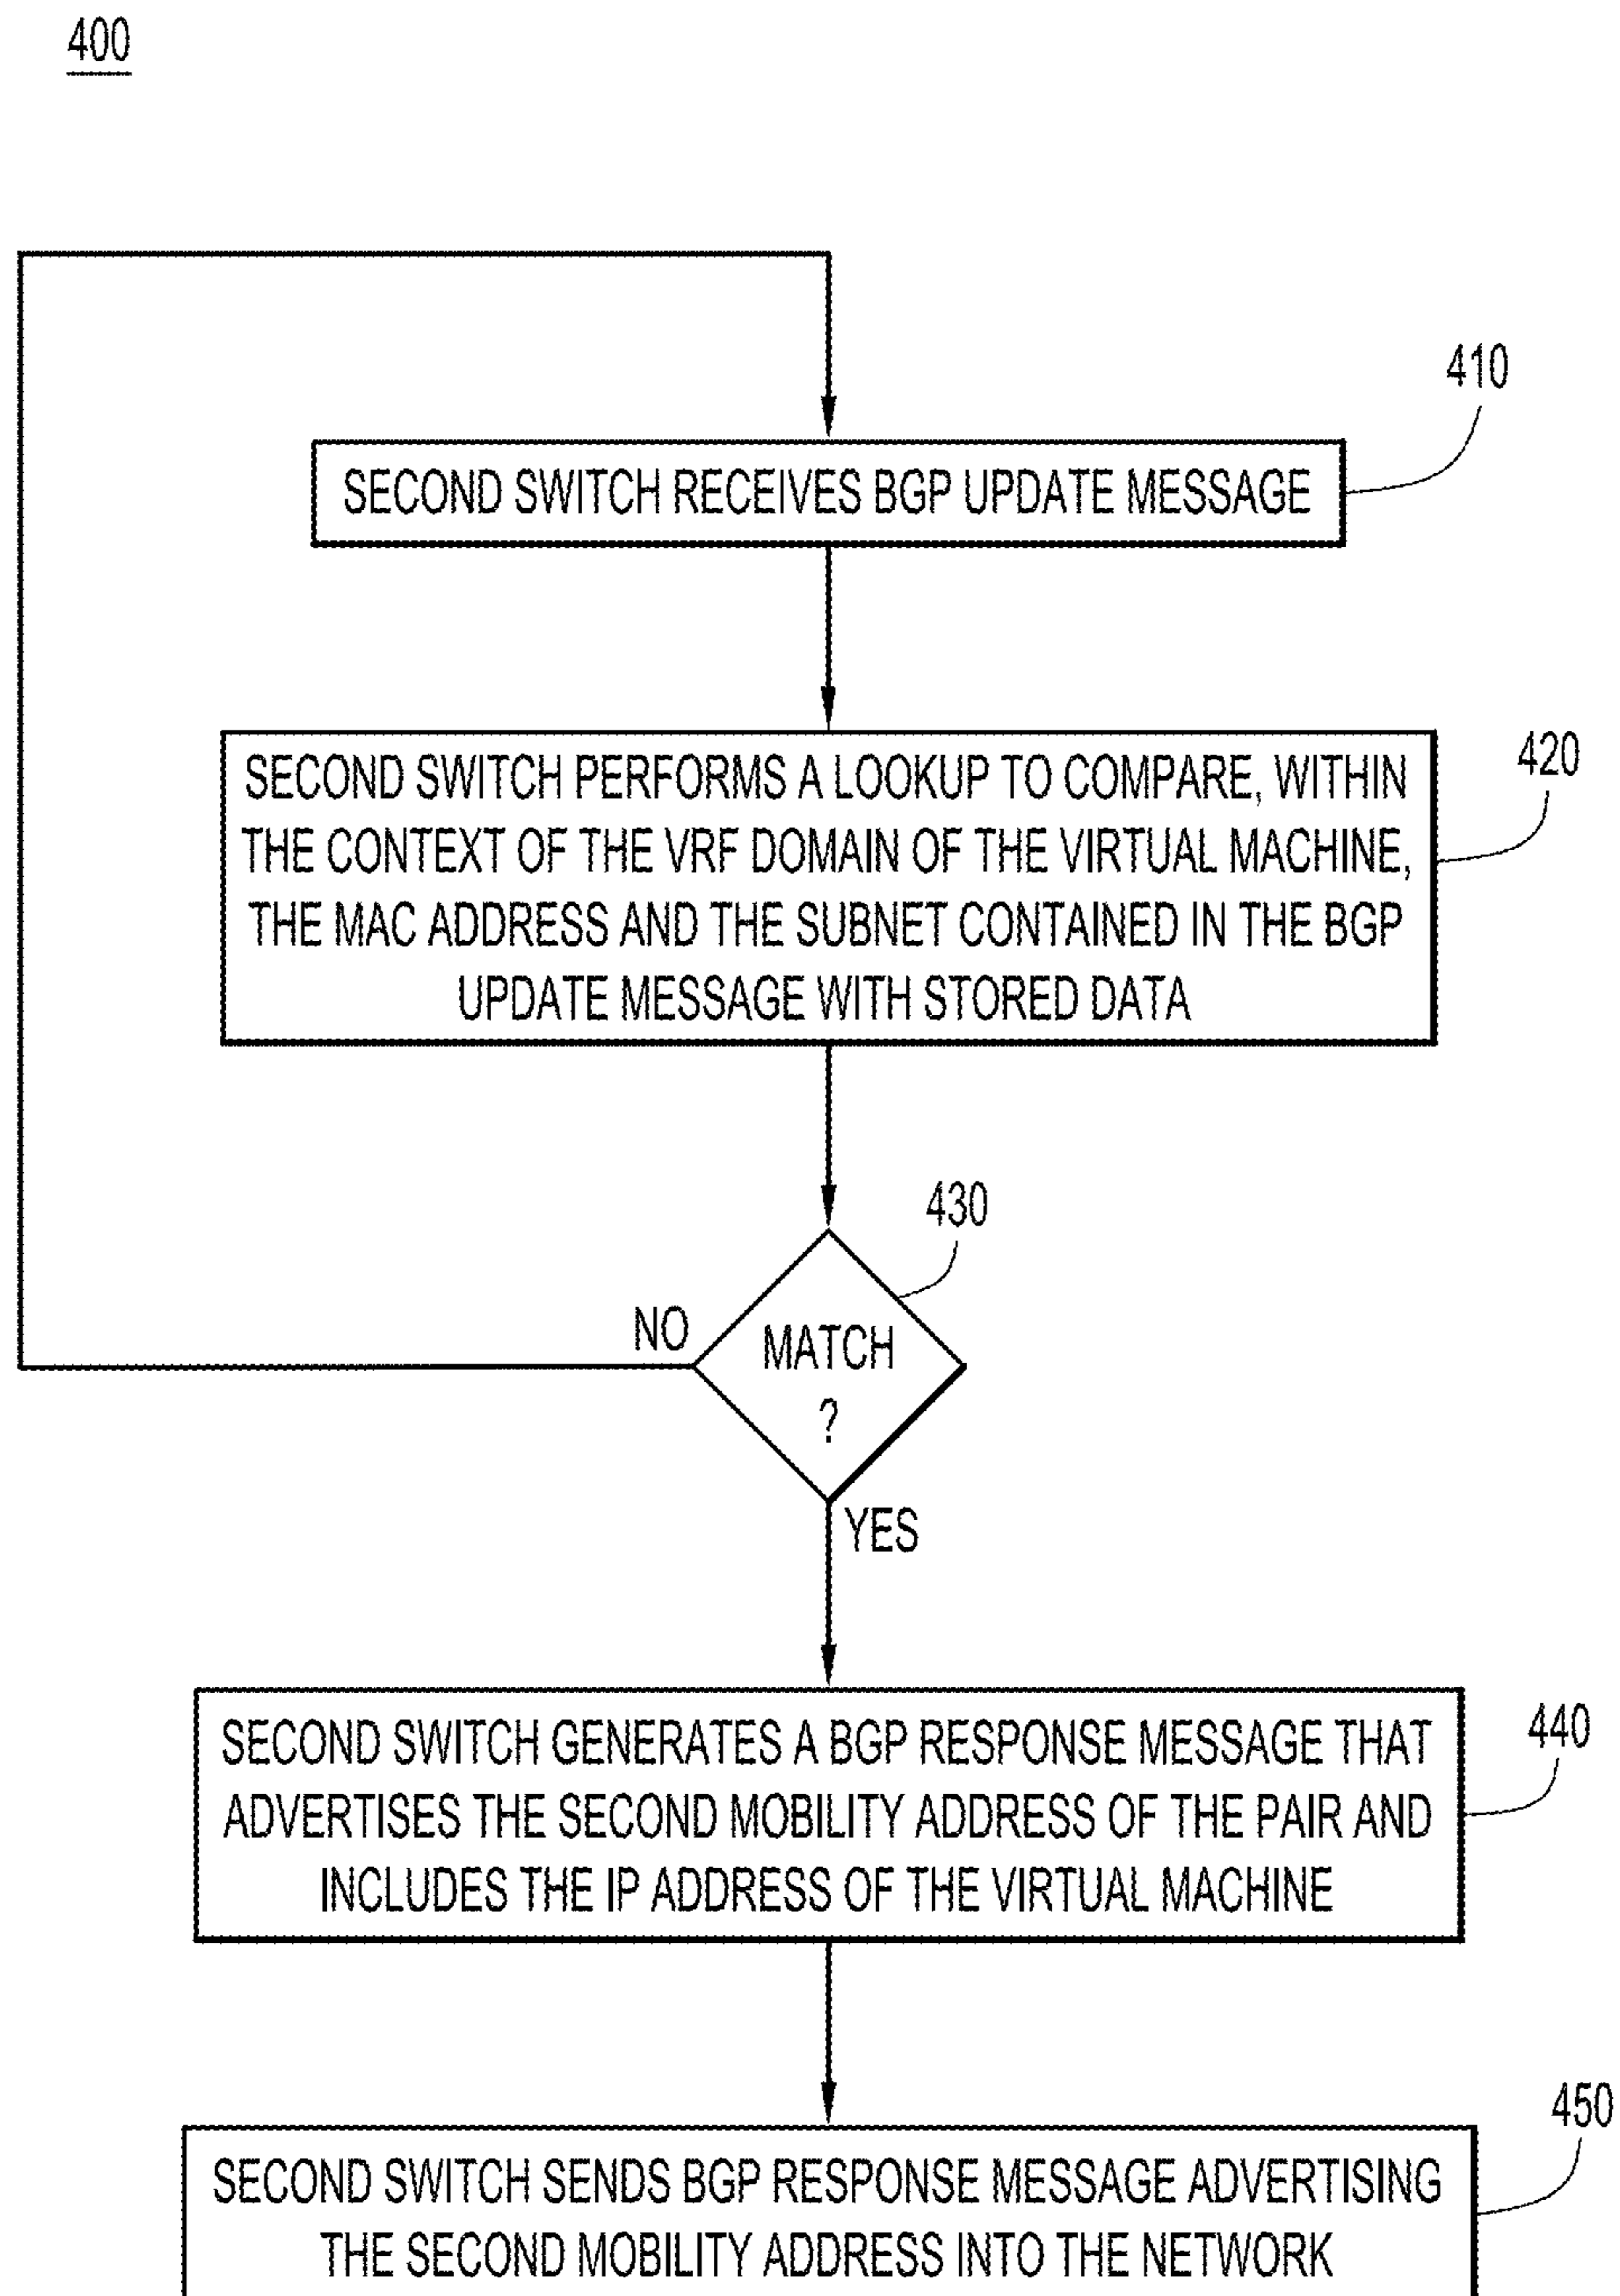 400
410
SECOND SWITCH RECEIVES BGP UPDATE MESSAGE
420
SECOND SWITCH PERFORMS A LOOKUP TO COMPARE, WITHIN
THE CONTEXT OF THE VRF DOMAIN OF THE VIRTUAL MACHINE,
THE MAC ADDRESS AND THE SUBNET CONTAINED IN THE BGP
UPDATE MESSAGE WITH STORED DATA
430
NO
MATCH
?
YES
440
SECOND SWITCH GENERATES A BGP RESPONSE MESSAGE THAT
ADVERTISES THE SECOND MOBILITY ADDRESS OF THE PAIR AND
INCLUDES THE IP ADDRESS OF THE VIRTUAL MACHINE
450
SECOND SWITCH SENDS BGP RESPONSE MESSAGE ADVERTISING
THE SECOND MOBILITY ADDRESS INTO THE NETWORK